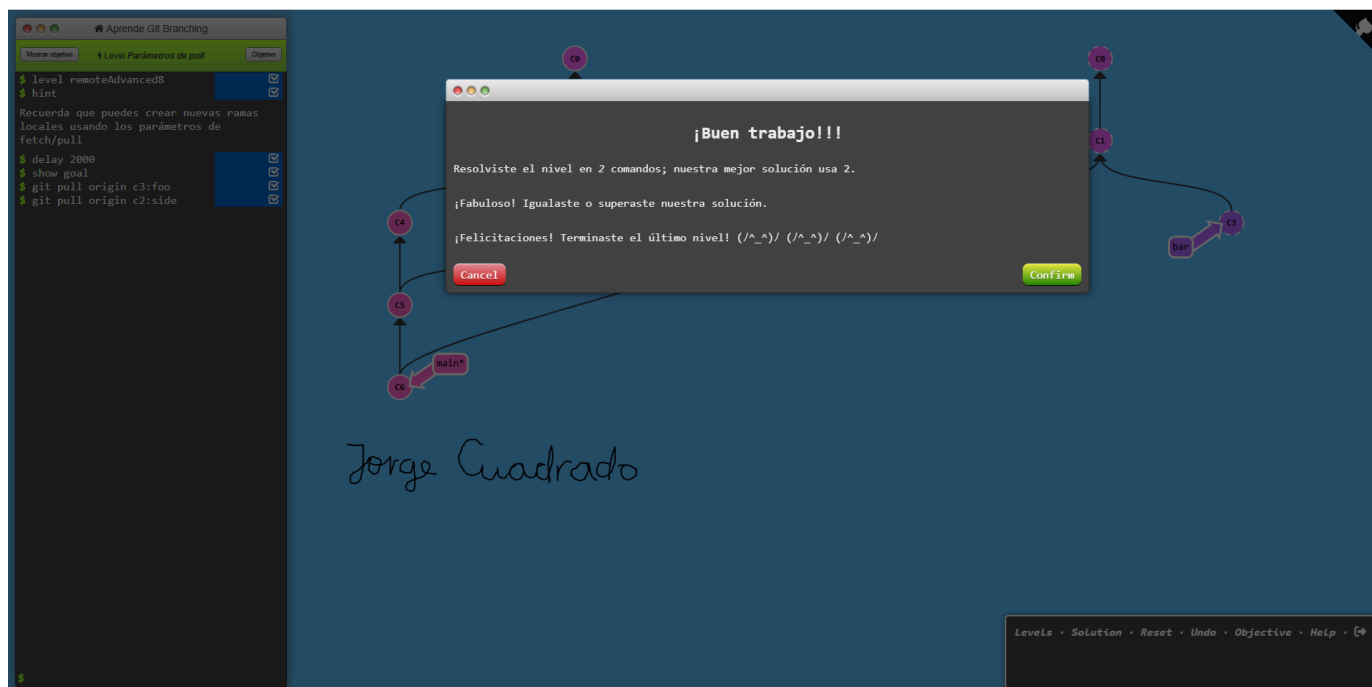 Aprende Git Branching
Mostrar objetivo
Level Parámetros de pull
Objetivo
$ level remoteAdvanced8
$ hint
Recuerda que puedes crear nuevas ramas
locales usando los parámetros de
fetch/pull
$ delay 2000
$ show goal
$ git pull origin c3:foo
$ git pull origin c2:side
$
C0
C4
C5
main*
C6
¡Buen trabajo!!!
Resolviste el nivel en 2 comandos; nuestra mejor solución usa 2.
¡Fabuloso! Igualaste o superaste nuestra solución.
¡Felicitaciones! Terminaste el último nivel! (/^_^)/ (/^_^)/ (/^_^)/
Cancel
Confirm
C0
C1
C3
bar
Jorge Cuadrado
Levels · Solution · Reset · Undo · Objective · Help ·